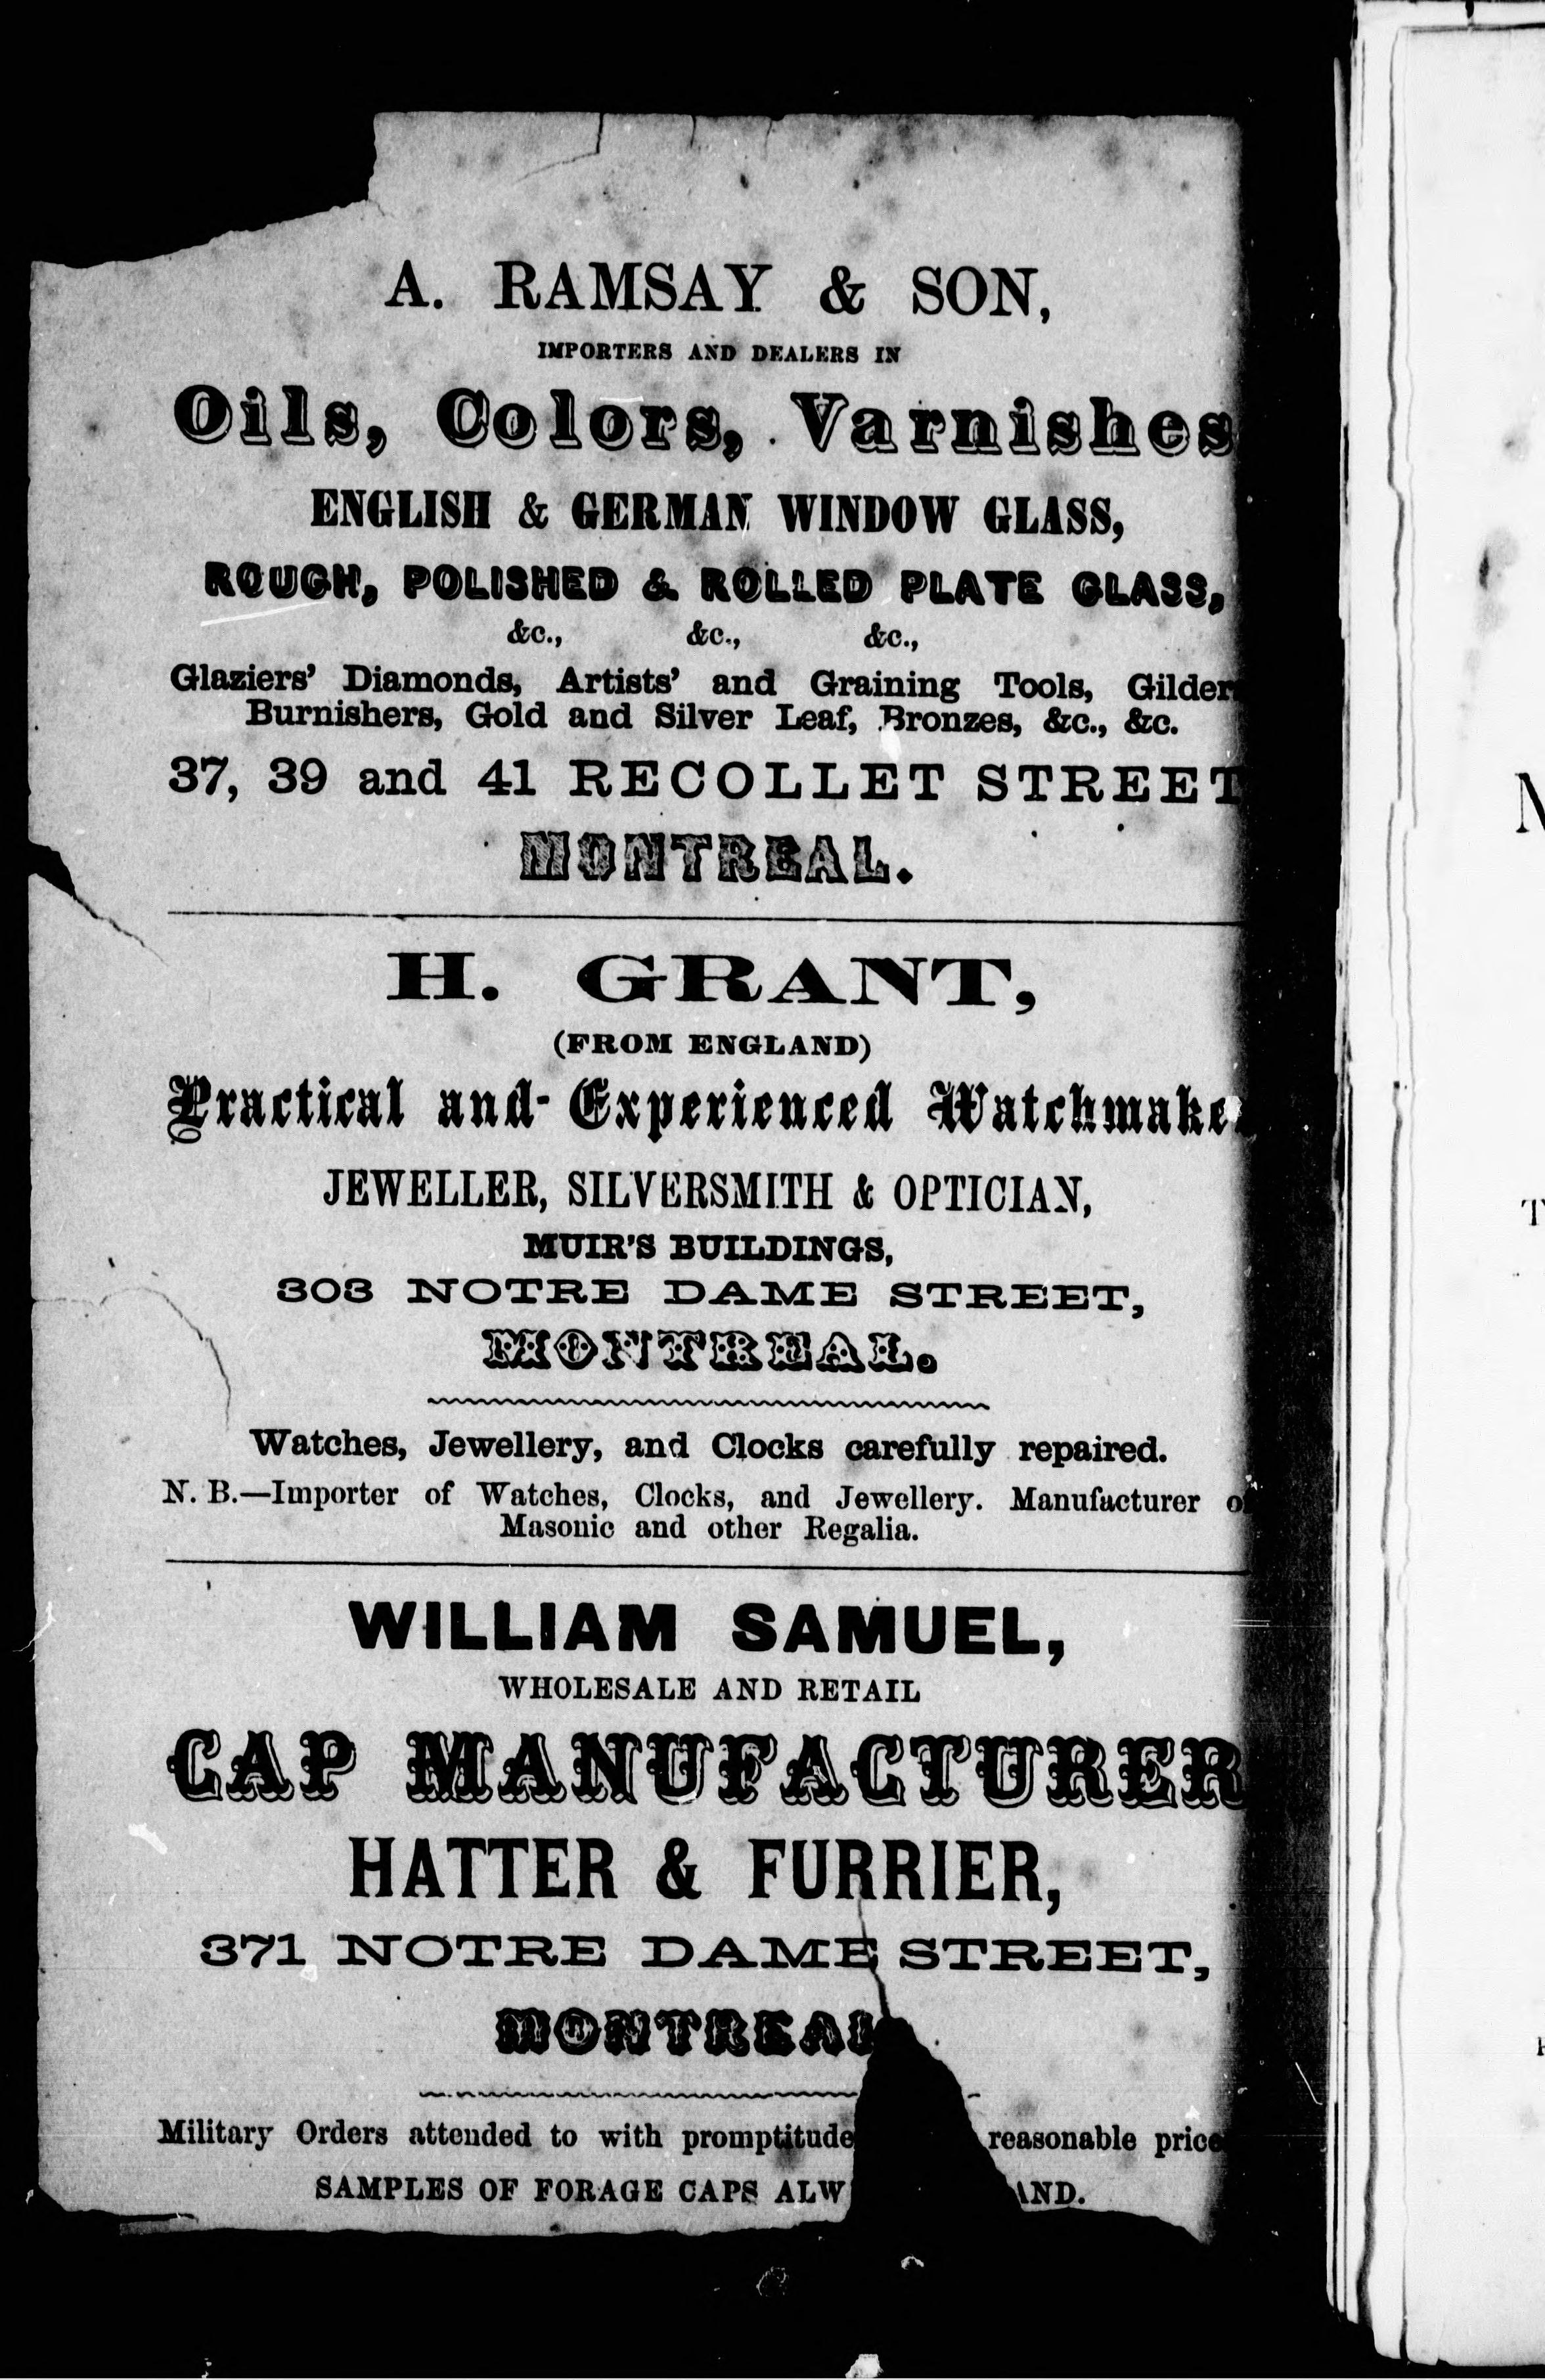 A. RAMSAY & SON,
IMPORTERS AND DEALERS IN
Oils, Colors, Varnishes
ENGLISH & GERMAN WINDOW GLASS,
ROUGH, POLISHED & ROLLED PLATE GLASS,
&c., &c., &c.,
Glaziers' Diamonds, Artists' and Graining Tools, Gilder
Burnishers, Gold and Silver Leaf, Bronzes, &c., &c.
37, 39 and 41 RECOLLET STREET
MONTREAL.
H. GRANT,
(FROM ENGLAND)
Practical and Experienced Watchmake
JEWELLER, SILVERSMITH & OPTICIAN,
MUIR'S BUILDINGS,
303 NOTRE DAME STREET,
MONTREAL.
Watches, Jewellery, and Clocks carefully repaired.
N. B.—Importer of Watches, Clocks, and Jewellery. Manufacturer of
Masonic and other Regalia.
WILLIAM SAMUEL,
WHOLESALE AND RETAIL
CAP MANUFACTURER
HATTER & FURRIER,
371 NOTRE DAME STREET,
MONTREAL
Military Orders attended to with promptitude reasonable price
SAMPLES OF FORAGE CAPS ALW AND.